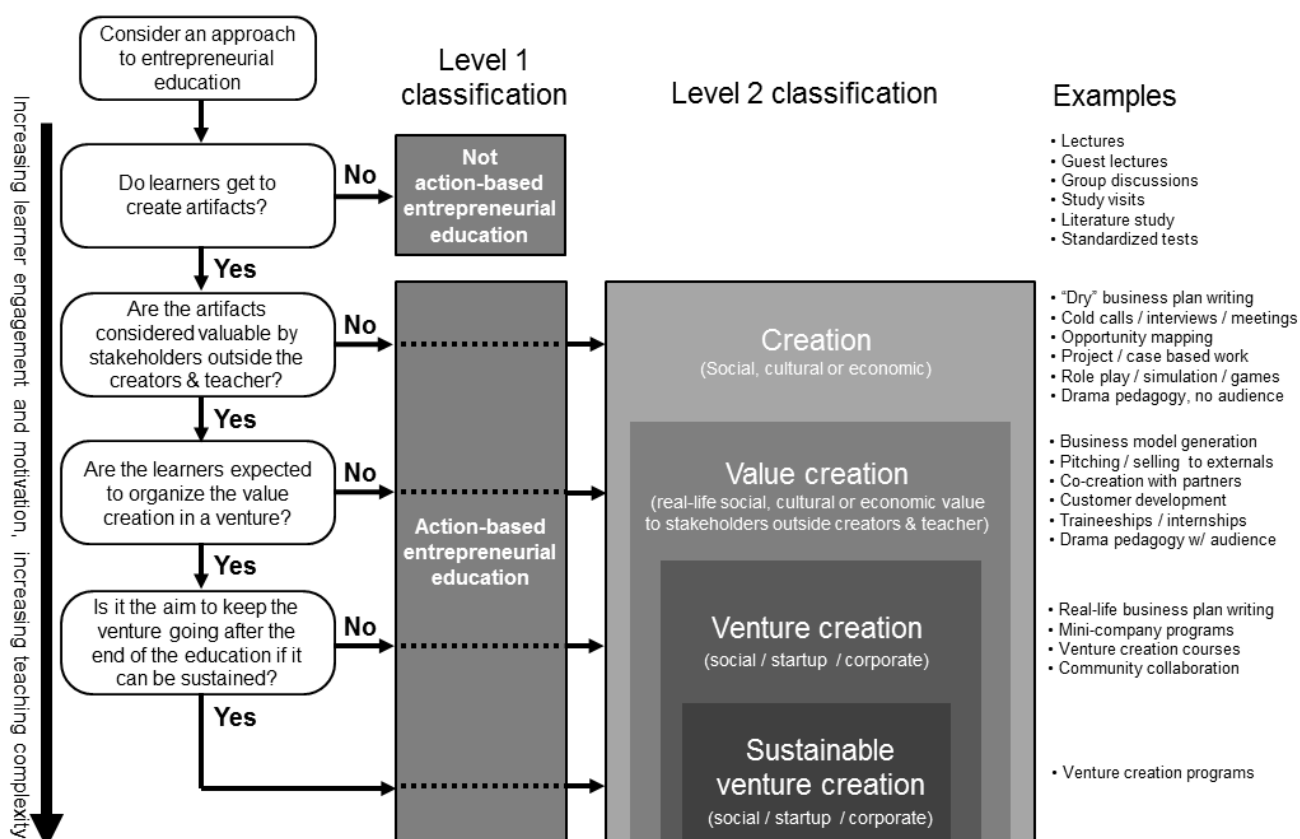 Consider an approach
to entrepreneurial
education
Level 1
classification
Level 2 classification
Examples
Increasing learner engagement and motivation, increasing teaching complexity
Do learners get to
create artifacts?
No
Yes
Not
action-based
entrepreneurial
education
• Lectures
• Guest lectures
• Group discussions
• Study visits
• Literature study
• Standardized tests
Are the artifacts
considered valuable by
stakeholders outside the
creators & teacher?
No
Yes
Creation
(Social, cultural or economic)
• “Dry” business plan writing
• Cold calls / interviews / meetings
• Opportunity mapping
• Project / case based work
• Role play / simulation / games
• Drama pedagogy, no audience
Are the learners expected
to organize the value
creation in a venture?
No
Yes
Action-based
entrepreneurial
education
Value creation
(real-life social, cultural or economic value
to stakeholders outside creators & teacher)
• Business model generation
• Pitching / selling to externals
• Co-creation with partners
• Customer development
• Traineeships / internships
• Drama pedagogy w/ audience
Is it the aim to keep the
venture going after the
end of the education if it
can be sustained?
No
Yes
Venture creation
(social / startup / corporate)
• Real-life business plan writing
• Mini-company programs
• Venture creation courses
• Community collaboration
Sustainable
venture creation
(social / startup / corporate)
• Venture creation programs